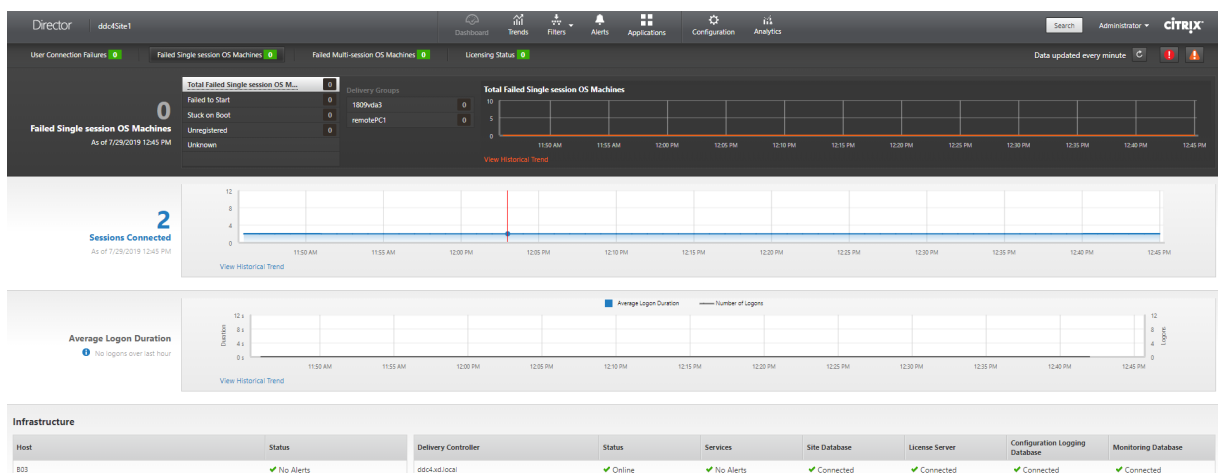 Director ddc4Site1 Dashboard Trends Filters Alerts Applications Configuration Analytics Search Administrator CITRIX
User Connection Failures 0 Failed Single session OS Machines 0 Failed Multi-session OS Machines 0 Licensing Status 0 Data updated every minute
0
Failed Single session OS Machines
As of 7/29/2019 12:45 PM
Total Failed Single session OS M... 0
Failed to Start 0
Stuck on Boot 0
Unregistered 0
Unknown
Delivery Groups
1809vda3 0
remotePC1 0
Total Failed Single session OS Machines
10
5
0
11:50 AM 11:55 AM 12:00 PM 12:05 PM 12:10 PM 12:15 PM 12:20 PM 12:25 PM 12:30 PM 12:35 PM 12:40 PM 12:45 PM
View Historical Trend
2
Sessions Connected
As of 7/29/2019 12:45 PM
12
8
4
0
11:50 AM 11:55 AM 12:00 PM 12:05 PM 12:10 PM 12:15 PM 12:20 PM 12:25 PM 12:30 PM 12:35 PM 12:40 PM 12:45 PM
View Historical Trend
Average Logon Duration
No logons over last hour
Average Logon Duration Number of Logons
Duration
12 s
8 s
4 s
0 s
12
8
4
0
Logons
11:50 AM 11:55 AM 12:00 PM 12:05 PM 12:10 PM 12:15 PM 12:20 PM 12:25 PM 12:30 PM 12:35 PM 12:40 PM 12:45 PM
View Historical Trend
Infrastructure
Host Status Delivery Controller Status Services Site Database License Server Configuration Logging Database Monitoring Database
B03 No Alerts ddc4.xd.local Online No Alerts Connected Connected Connected Connected